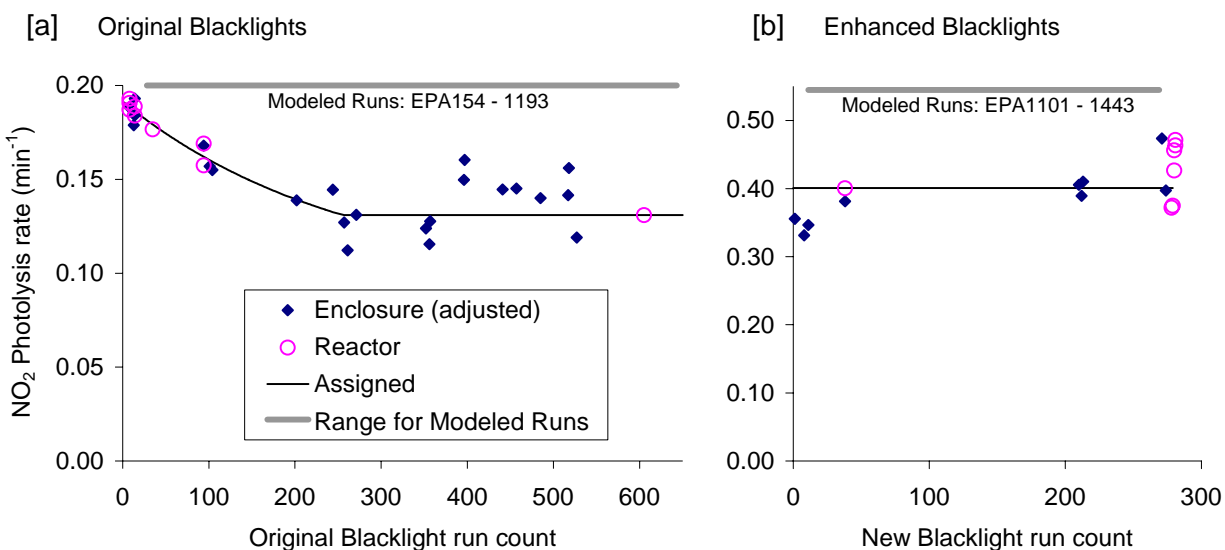 [a] Original Blacklights
[b] Enhanced Blacklights
NO₂ Photolysis rate (min⁻¹)
0.20
0.15
0.10
0.05
0.00
Modeled Runs: EPA154 - 1193
Enclosure (adjusted)
Reactor
Assigned
Range for Modeled Runs
0 100 200 300 400 500 600
Original Blacklight run count
0.50
0.40
0.30
0.20
0.10
0.00
Modeled Runs: EPA1101 - 1443
0 100 200 300
New Blacklight run count